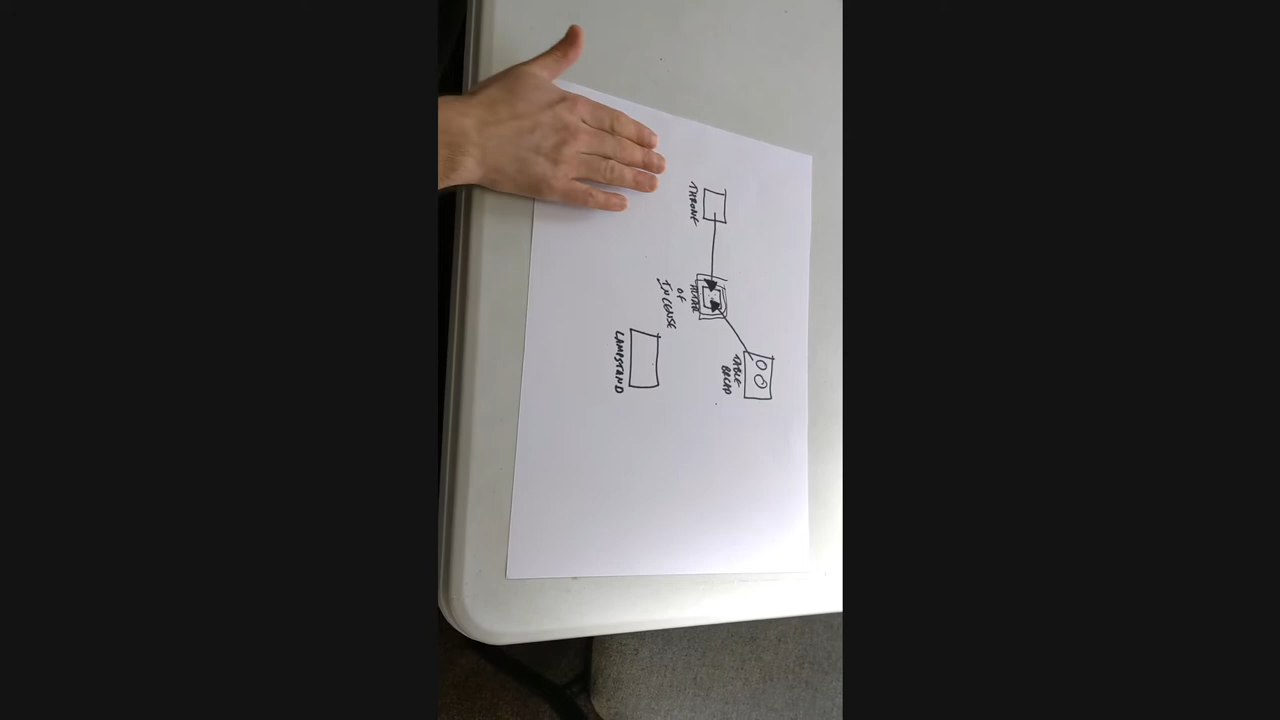 THRONE
ALTAR
OF
INCENSE
TABLE
BREAD
LAMPSTAND